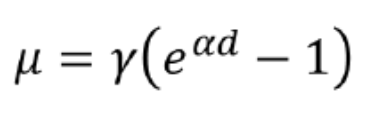 μ = γ(e^{αd} − 1)